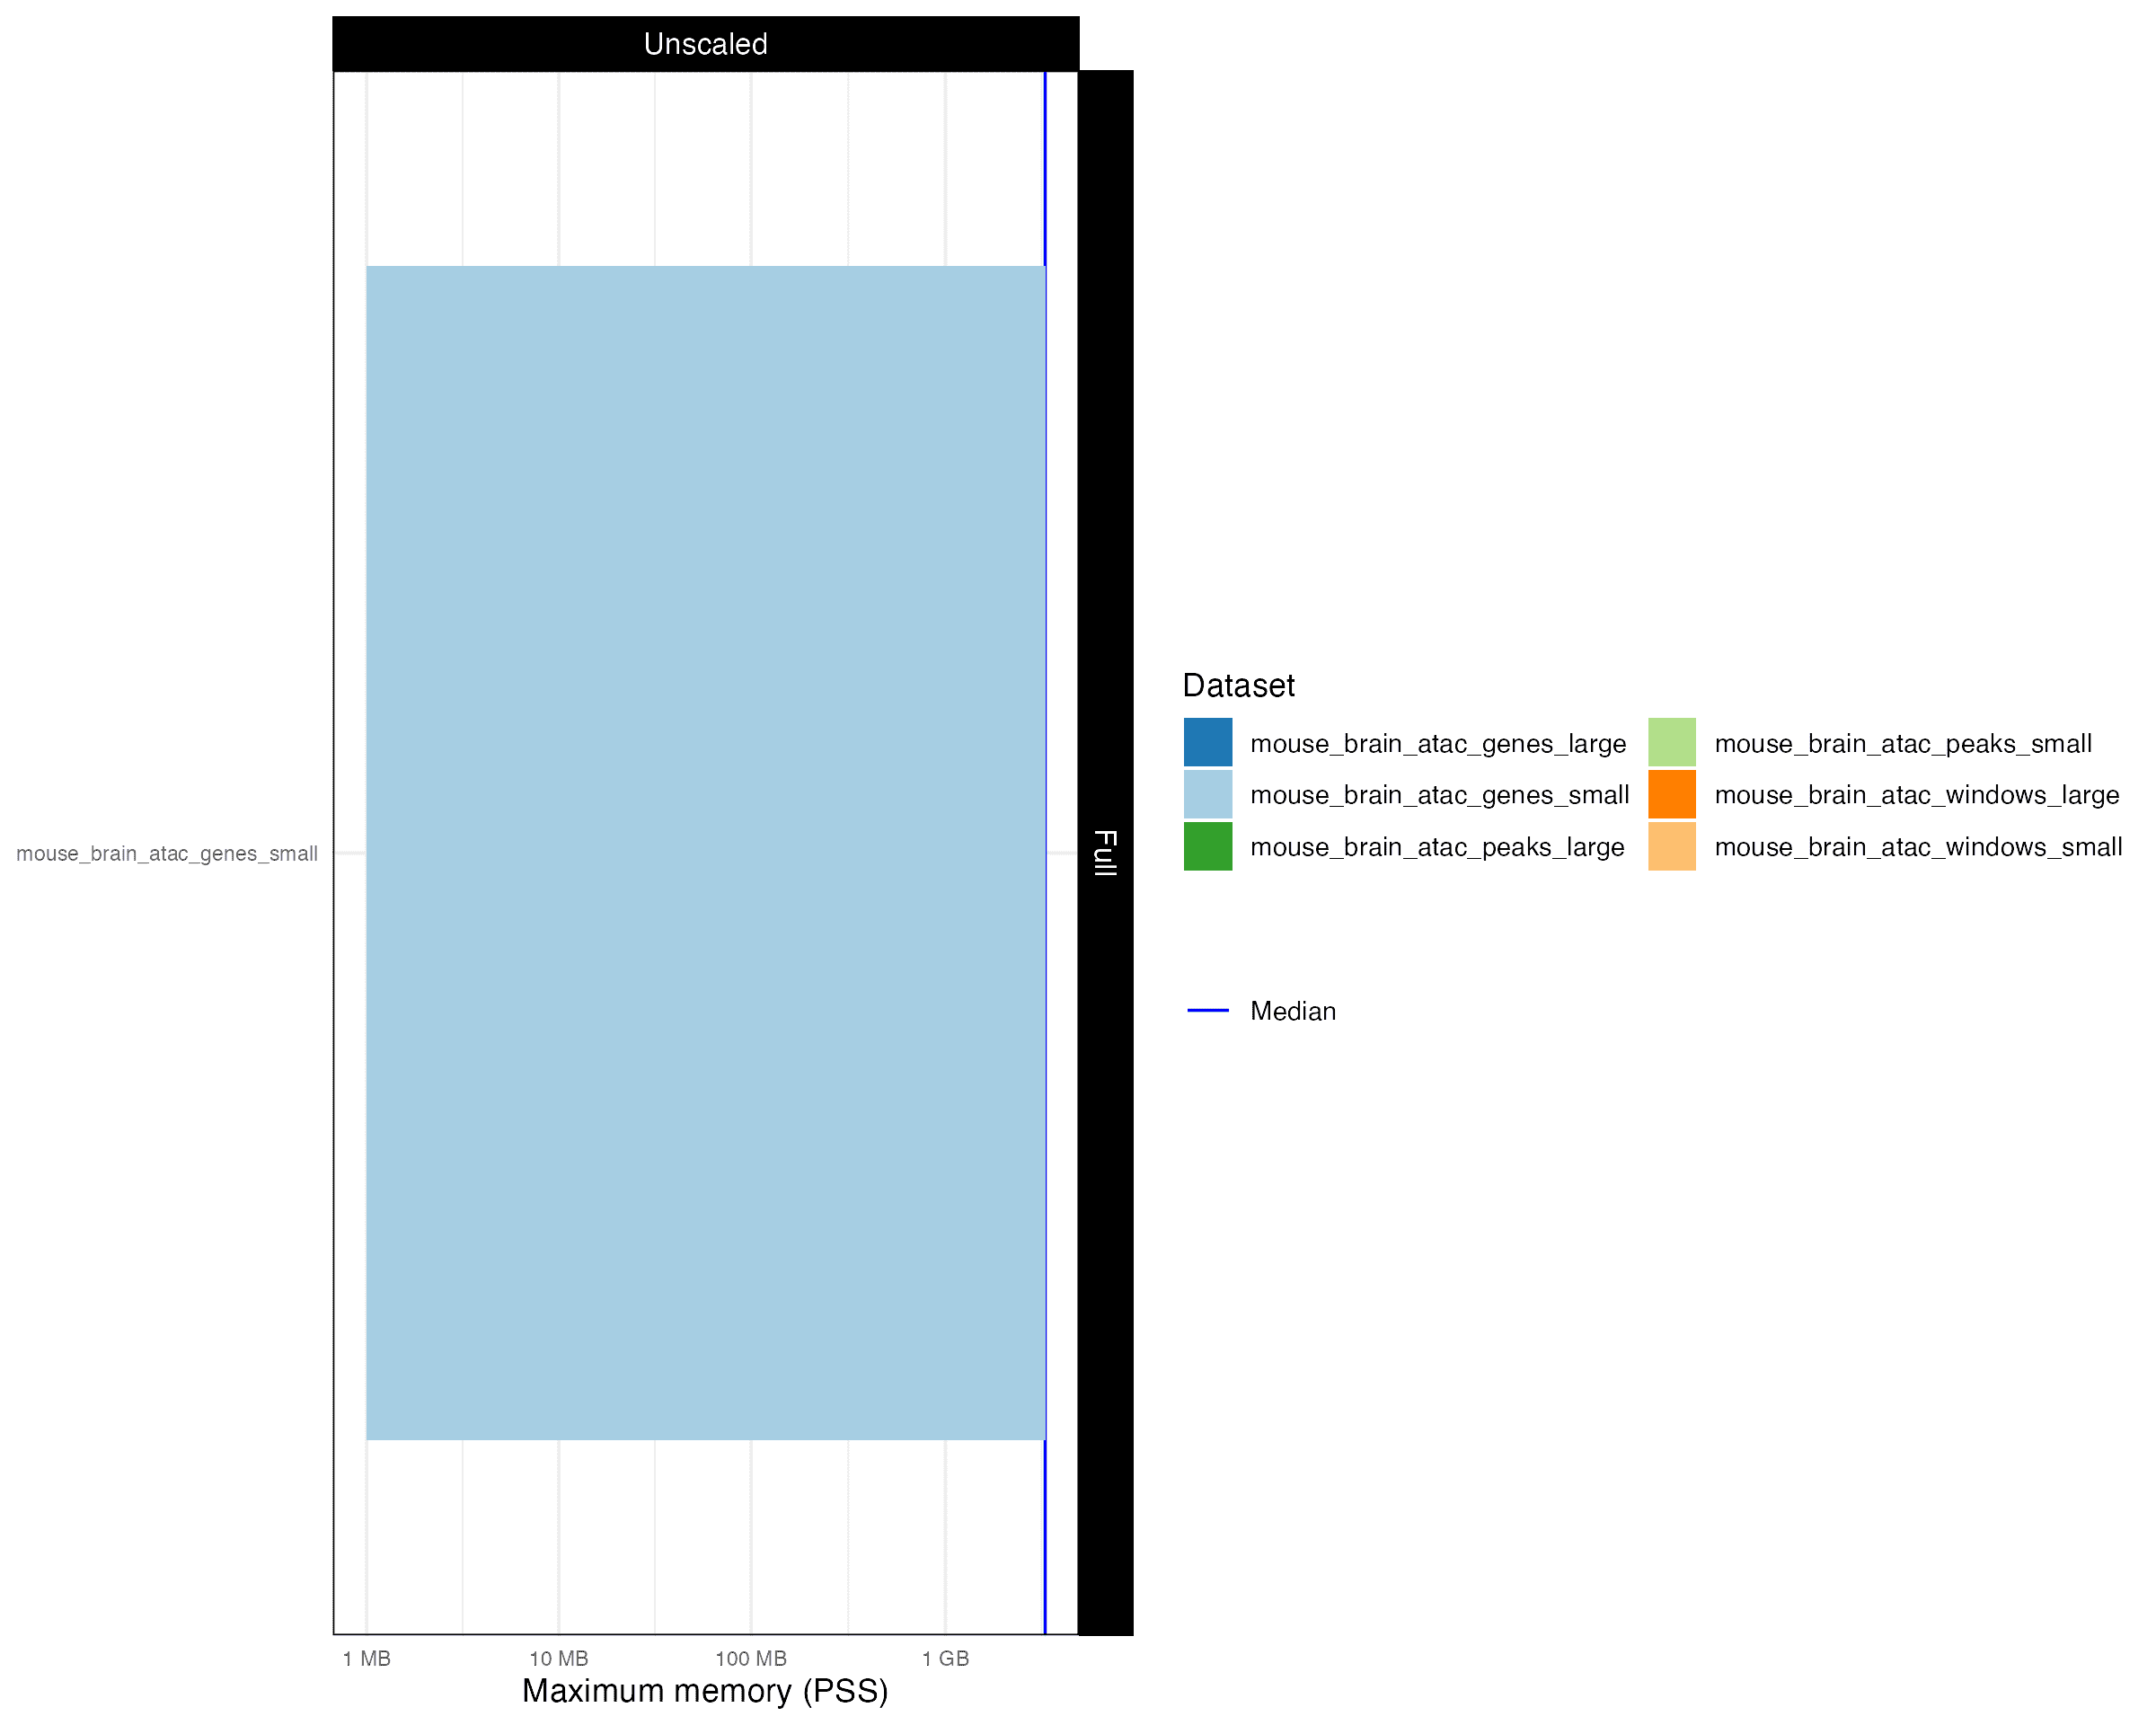 Unscaled
Full
mouse_brain_atac_genes_small
1 MB
10 MB
100 MB
1 GB
Maximum memory (PSS)
Dataset
mouse_brain_atac_genes_large
mouse_brain_atac_genes_small
mouse_brain_atac_peaks_large
mouse_brain_atac_peaks_small
mouse_brain_atac_windows_large
mouse_brain_atac_windows_small
Median